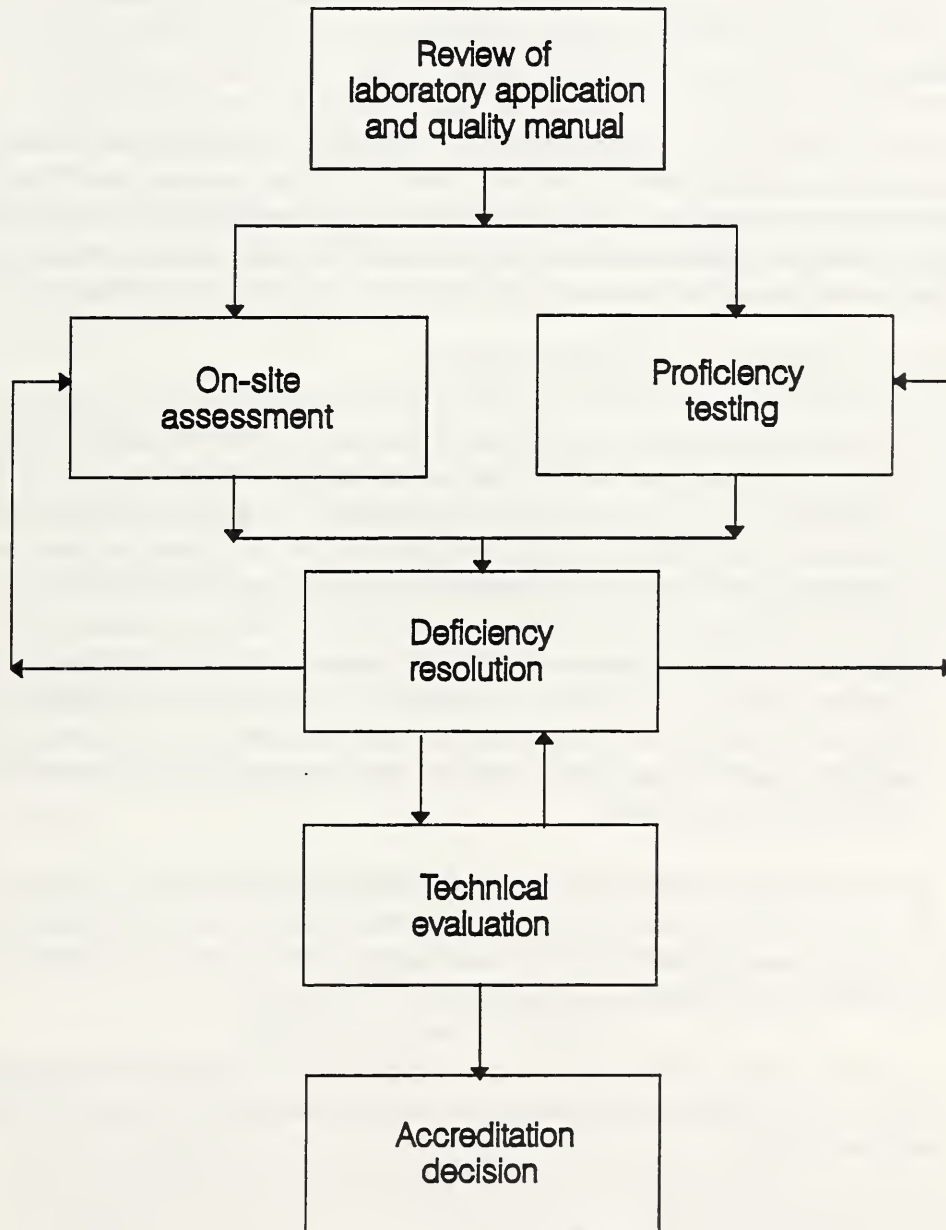 Review of
laboratory application
and quality manual
On-site
assessment
Proficiency
testing
Deficiency
resolution
Technical
evaluation
Accreditation
decision